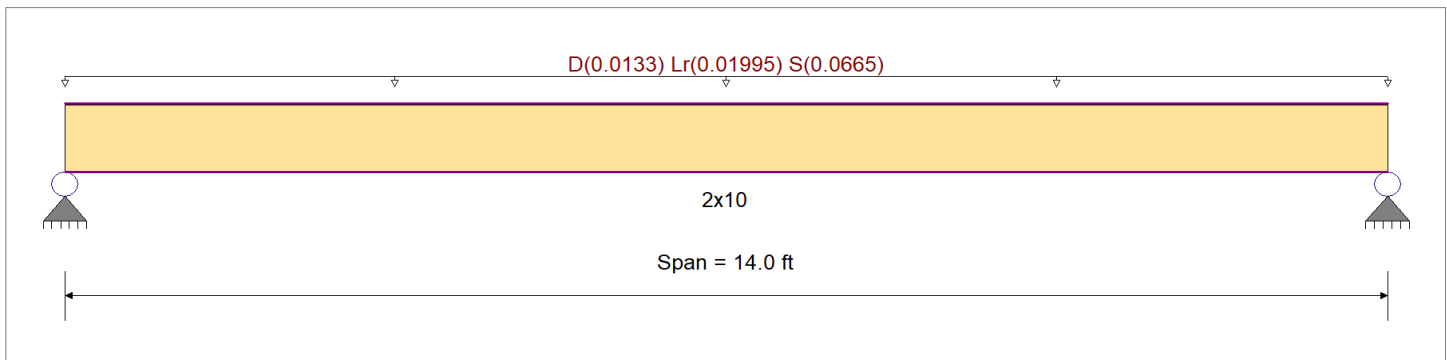 D(0.0133) Lr(0.01995) S(0.0665)
2x10
Span = 14.0 ft